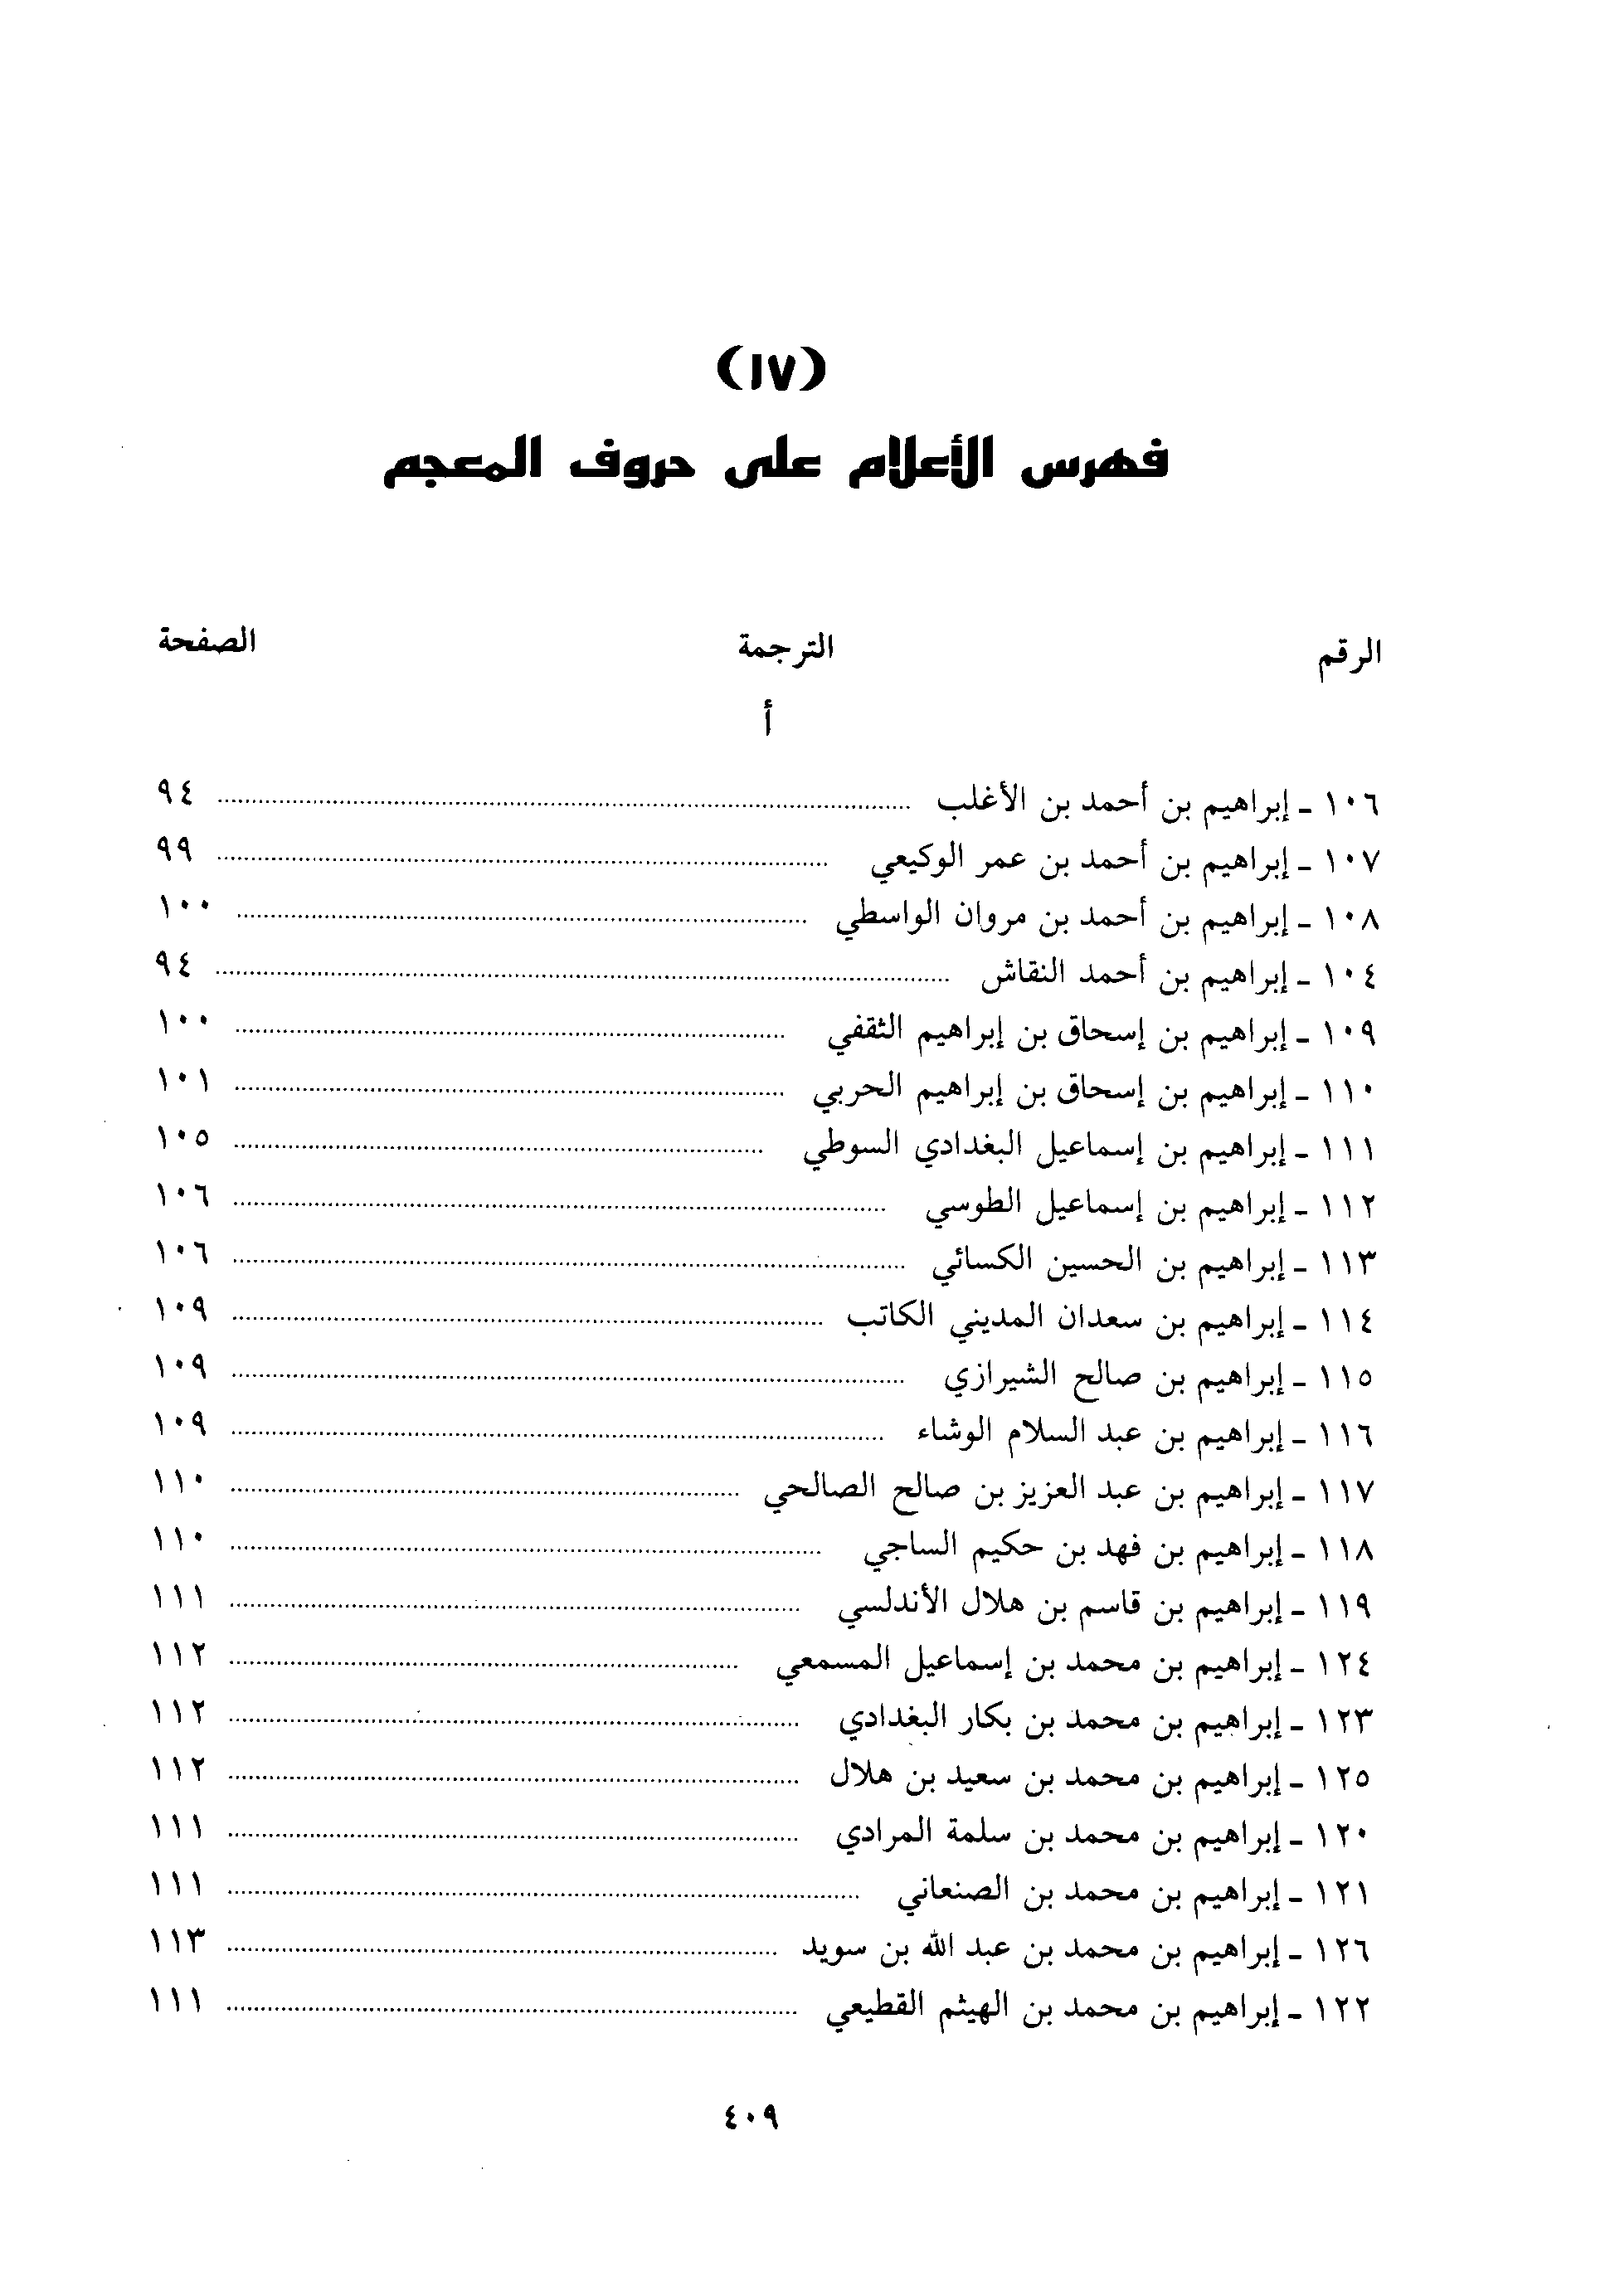 (١٧)
فهرس الأعلام على حروف المعجم
الرقم الترجمة الصفحة
أ
١٠٦ - إبراهيم بن أحمد بن الأغلب ........ ٩٤
١٠٧ - إبراهيم بن أحمد بن عمر الوكيعي ........ ٩٩
١٠٨ - إبراهيم بن أحمد بن مروان الواسطي ........ ١٠٠
١٠٤ - إبراهيم بن أحمد النقاش ........ ٩٤
١٠٩ - إبراهيم بن إسحاق بن إبراهيم الثقفي ........ ١٠٠
١١٠ - إبراهيم بن إسحاق بن إبراهيم الحربي ........ ١٠١
١١١ - إبراهيم بن إسماعيل البغدادي السوطي ........ ١٠٥
١١٢ - إبراهيم بن إسماعيل الطوسي ........ ١٠٦
١١٣ - إبراهيم بن الحسين الكسائي ........ ١٠٦
١١٤ - إبراهيم بن سعدان المديني الكاتب ........ ١٠٩
١١٥ - إبراهيم بن صالح الشيرازي ........ ١٠٩
١١٦ - إبراهيم بن عبد السلام الوشاء ........ ١٠٩
١١٧ - إبراهيم بن عبد العزيز بن صالح الصالحي ........ ١١٠
١١٨ - إبراهيم بن فهد بن حكيم الساجي ........ ١١٠
١١٩ - إبراهيم بن قاسم بن هلال الأندلسي ........ ١١١
١٢٤ - إبراهيم بن محمد بن إسماعيل المسمعي ........ ١١٢
١٢٣ - إبراهيم بن محمد بن بكار البغدادي ........ ١١٢
١٢٥ - إبراهيم بن محمد بن سعيد بن هلال ........ ١١٢
١٢٠ - إبراهيم بن محمد بن سلمة المرادي ........ ١١١
١٢١ - إبراهيم بن محمد بن الصنعاني ........ ١١١
١٢٦ - إبراهيم بن محمد بن عبد الله بن سويد ........ ١١٣
١٢٢ - إبراهيم بن محمد بن الهيثم القطيعي ........ ١١١
٤٠٩